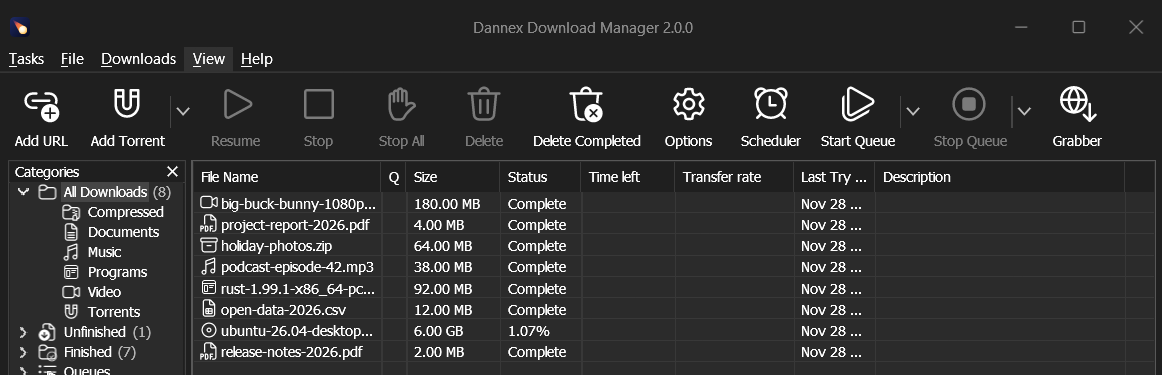 Dannex Download Manager 2.0.0
Tasks File Downloads View Help
Add URL Add Torrent Resume Stop Stop All Delete Delete Completed Options Scheduler Start Queue Stop Queue Grabber
Categories
All Downloads (8)
Compressed
Documents
Music
Programs
Video
Torrents
Unfinished (1)
Finished (7)
Queues
File Name Q Size Status Time left Transfer rate Last Try ... Description
big-buck-bunny-1080p... 180.00 MB Complete Nov 28 ...
project-report-2026.pdf 4.00 MB Complete Nov 28 ...
holiday-photos.zip 64.00 MB Complete Nov 28 ...
podcast-episode-42.mp3 38.00 MB Complete Nov 28 ...
rust-1.99.1-x86_64-pc... 92.00 MB Complete Nov 28 ...
open-data-2026.csv 12.00 MB Complete Nov 28 ...
ubuntu-26.04-desktop... 6.00 GB 1.07% Nov 28 ...
release-notes-2026.pdf 2.00 MB Complete Nov 28 ...